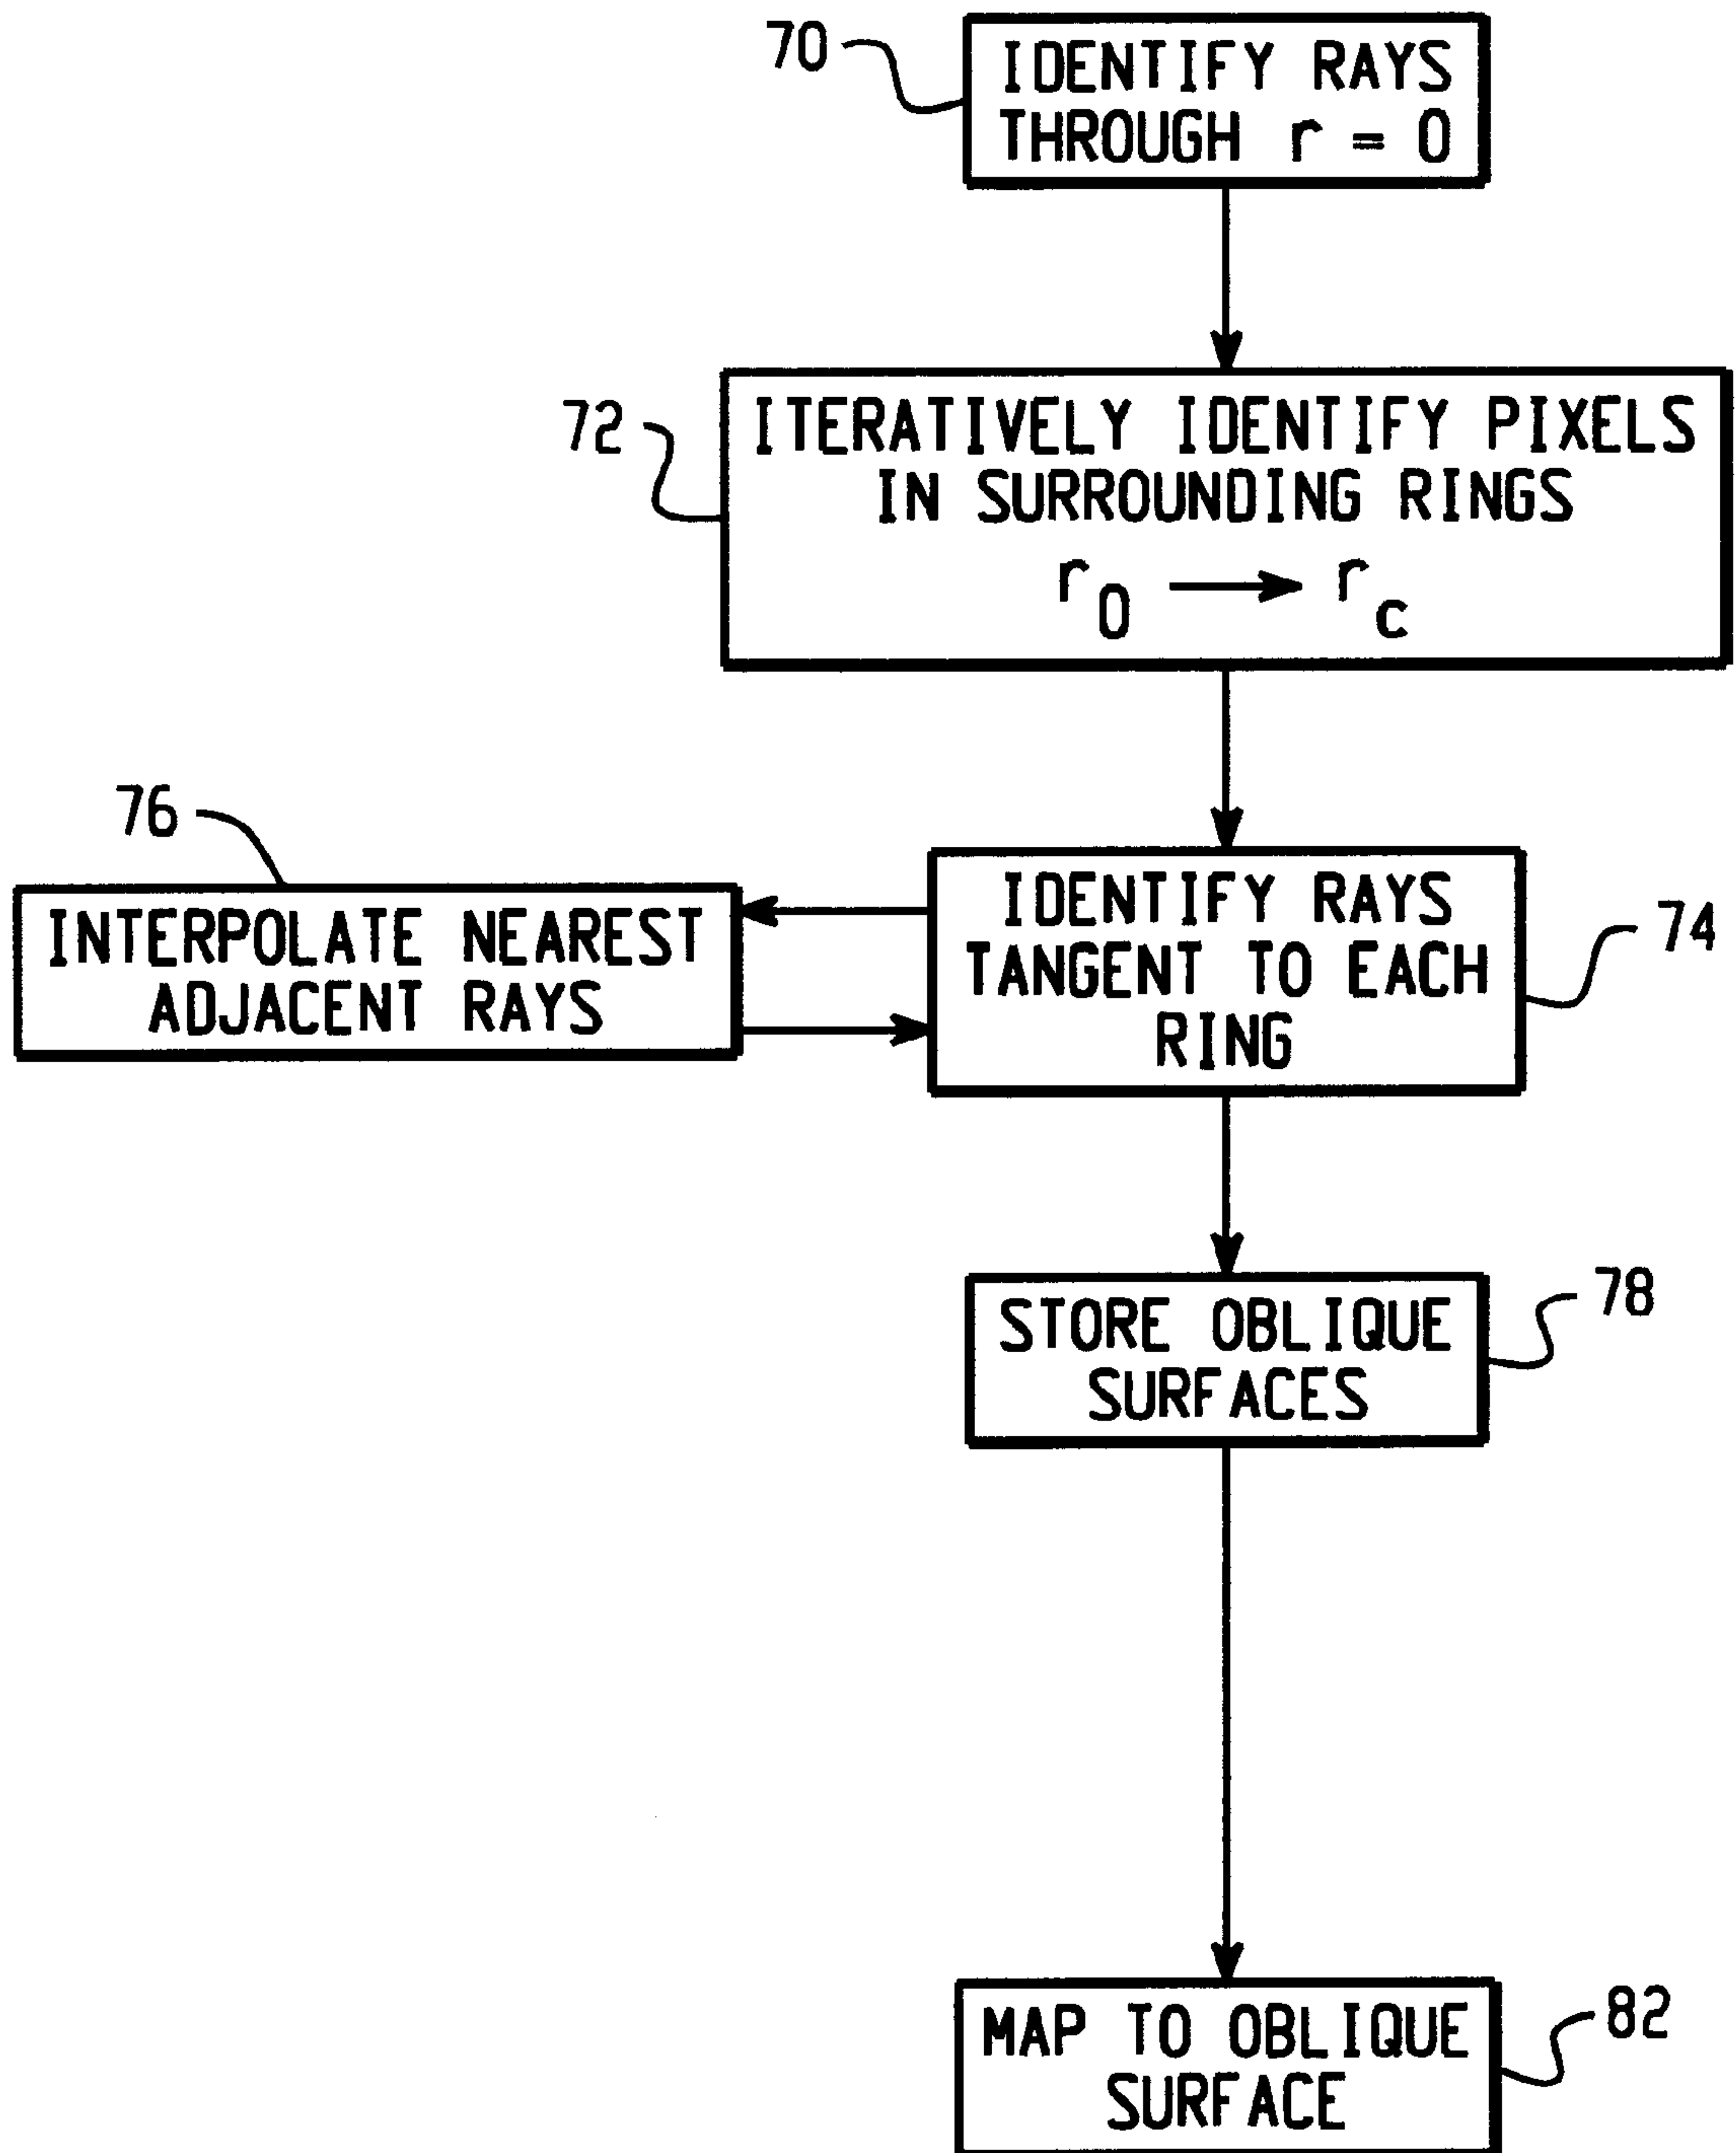 70
IDENTIFY RAYS
THROUGH r = 0
72
ITERATIVELY IDENTIFY PIXELS
IN SURROUNDING RINGS
r0 → rc
76
INTERPOLATE NEAREST
ADJACENT RAYS
IDENTIFY RAYS
TANGENT TO EACH
RING
74
STORE OBLIQUE
SURFACES
78
MAP TO OBLIQUE
SURFACE
82